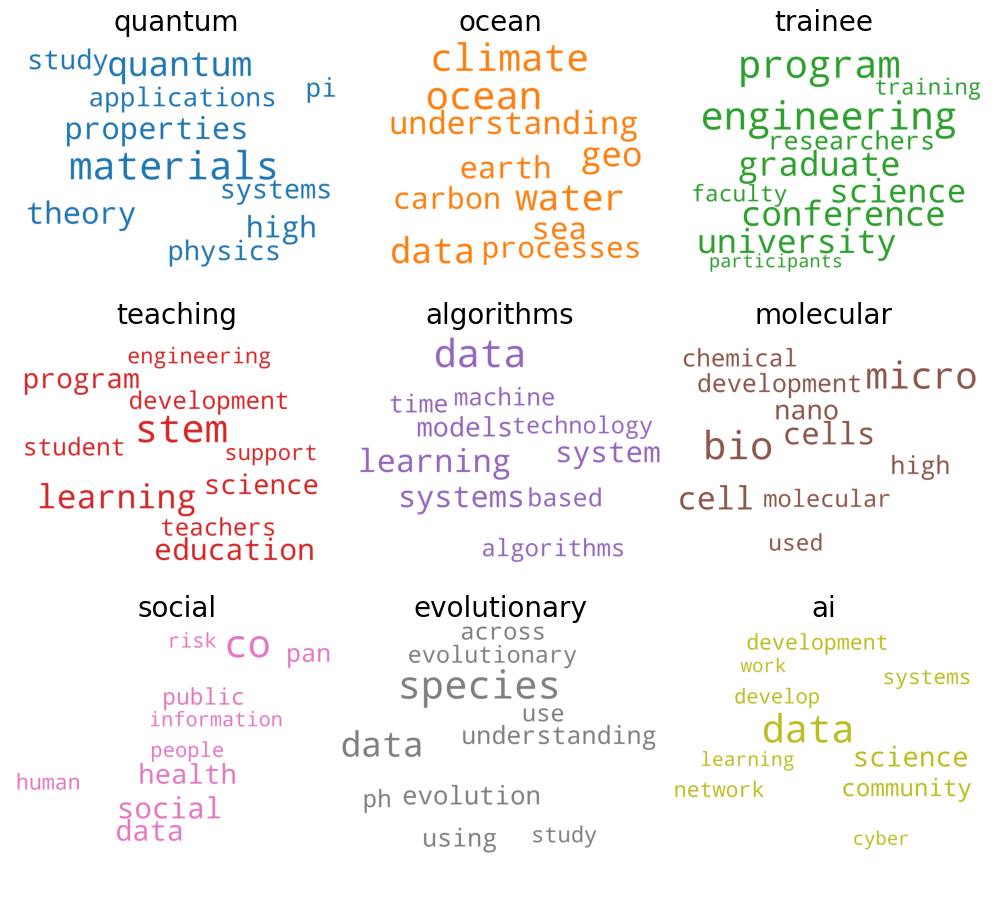 quantum
study quantum
pi
applications
properties
materials
systems
theory
high
physics
ocean
climate
ocean
understanding
geo
earth
carbon water
sea
data processes
trainee
program
training
engineering
researchers
graduate
faculty science
conference
university
participants
teaching
engineering
program
development
stem
student
support
science
learning
teachers
education
algorithms
data
time machine
models technology
system
learning
systems based
algorithms
molecular
chemical
micro
development
nano
cells
bio
high
cell molecular
used
social
risk co pan
public
information
people
health
human
social
data
evolutionary
across
evolutionary
species
use
understanding
data
ph evolution
using study
ai
development
work
systems
develop
data
learning science
network community
cyber